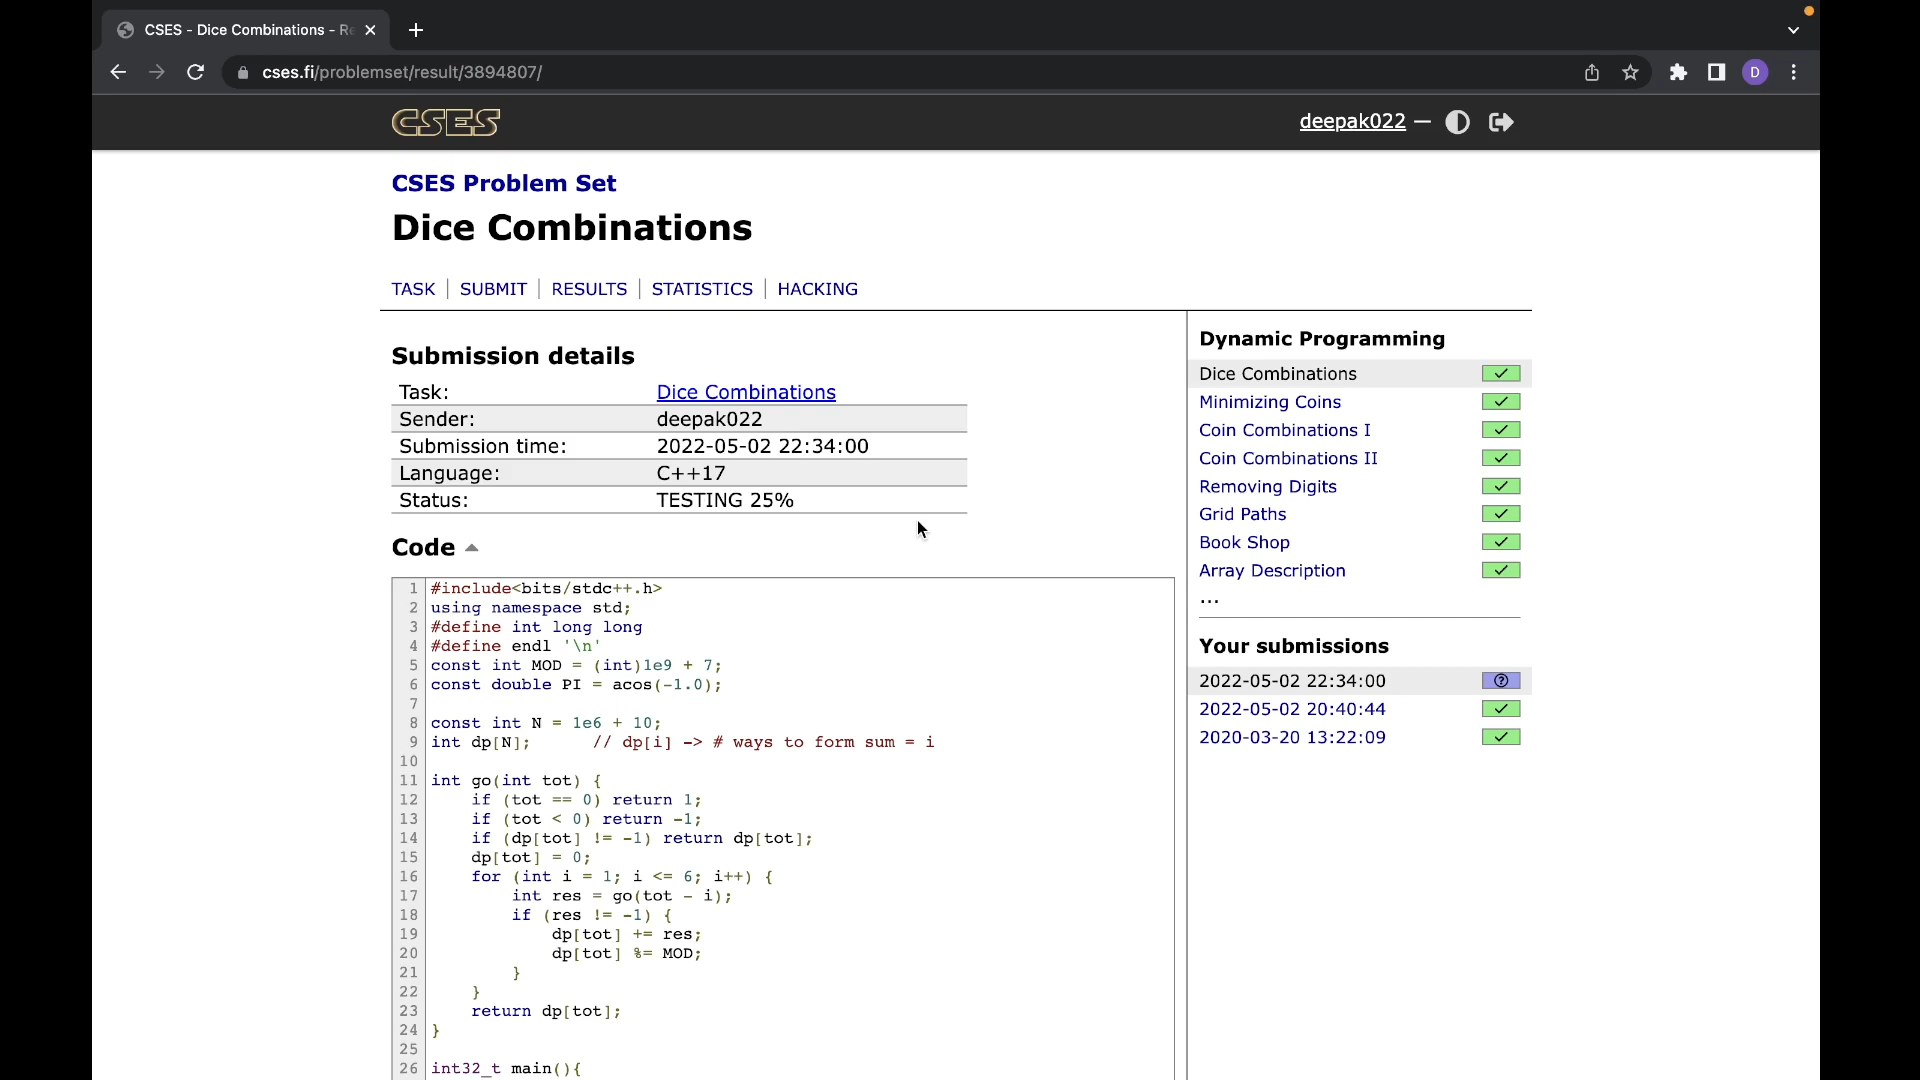 CSES - Dice Combinations - Re
cses.fi/problemset/result/3894807/
D
CSES
deepak022 —
CSES Problem Set
Dice Combinations
TASK | SUBMIT | RESULTS | STATISTICS | HACKING
Submission details
Task: Dice Combinations
Sender: deepak022
Submission time: 2022-05-02 22:34:00
Language: C++17
Status: TESTING 25%
Code
1 #include<bits/stdc++.h>
2 using namespace std;
3 #define int long long
4 #define endl '\n'
5 const int MOD = (int)1e9 + 7;
6 const double PI = acos(-1.0);
7
8 const int N = 1e6 + 10;
9 int dp[N];      // dp[i] -> # ways to form sum = i
10
11 int go(int tot) {
12     if (tot == 0) return 1;
13     if (tot < 0) return -1;
14     if (dp[tot] != -1) return dp[tot];
15     dp[tot] = 0;
16     for (int i = 1; i <= 6; i++) {
17         int res = go(tot - i);
18         if (res != -1) {
19             dp[tot] += res;
20             dp[tot] %= MOD;
21         }
22     }
23     return dp[tot];
24 }
25
26 int32_t main(){
Dynamic Programming
Dice Combinations
Minimizing Coins
Coin Combinations I
Coin Combinations II
Removing Digits
Grid Paths
Book Shop
Array Description
...
Your submissions
2022-05-02 22:34:00
2022-05-02 20:40:44
2020-03-20 13:22:09